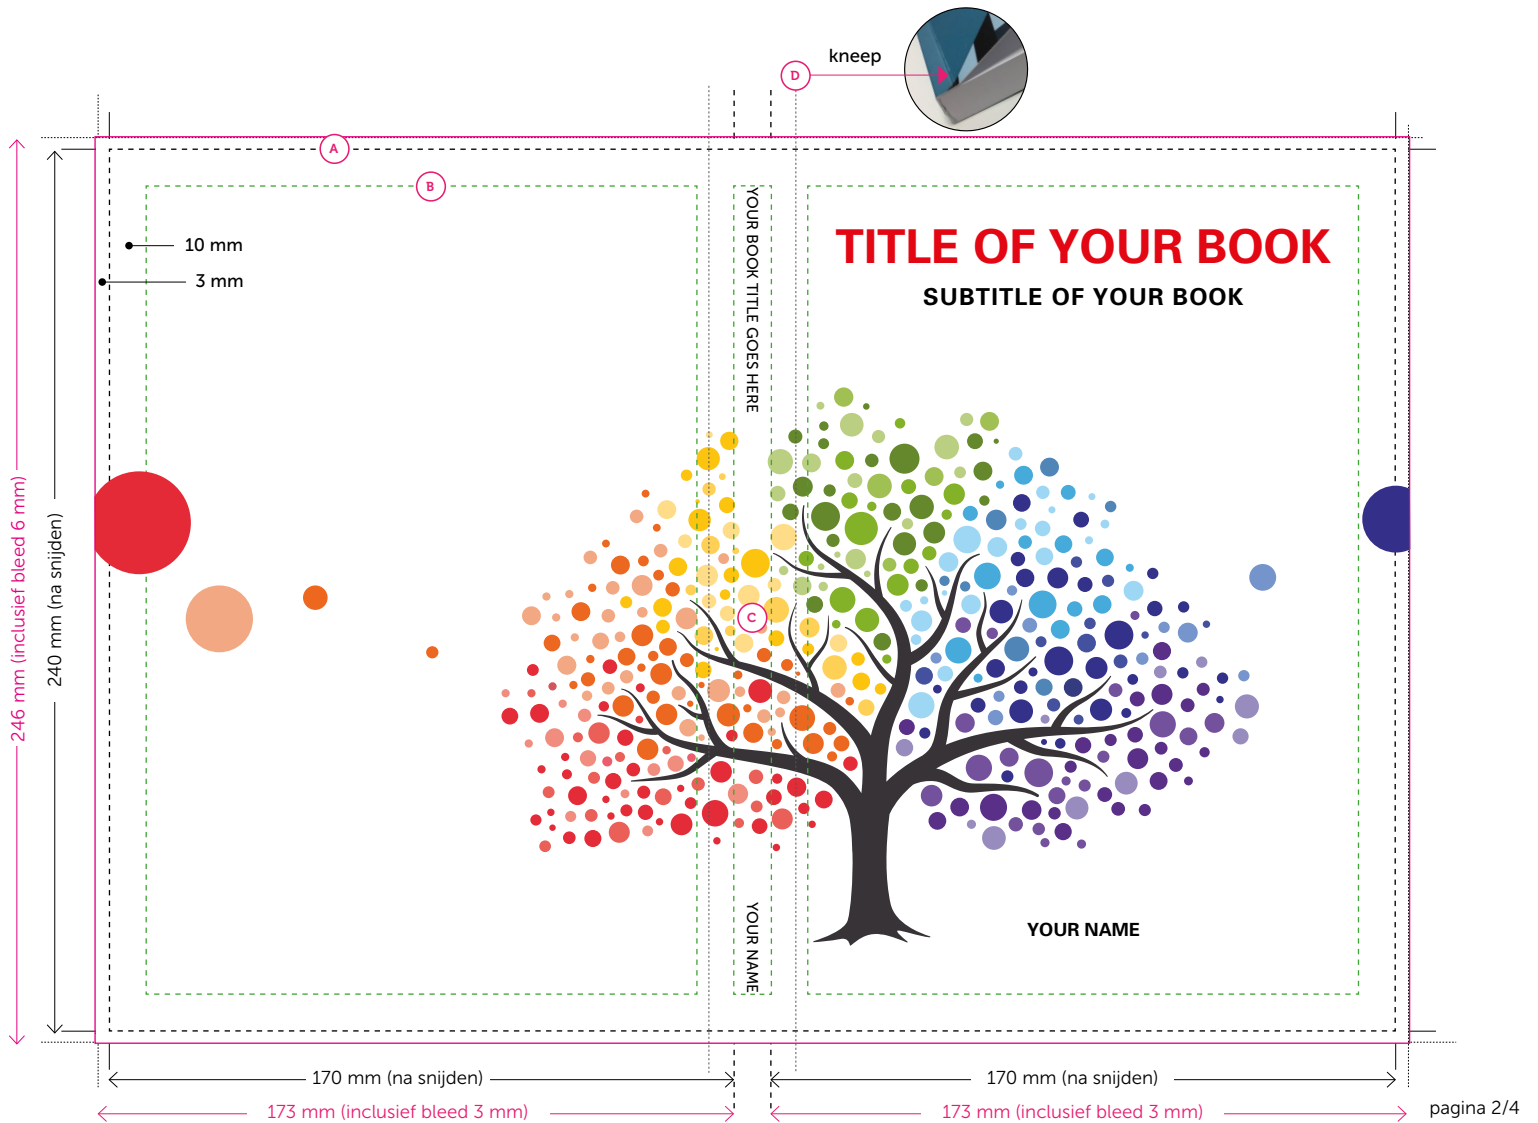 kneep
D
A
B
10 mm
3 mm
246 mm (inclusief bleed 6 mm)
240 mm (na snijden)
YOUR BOOK TITLE GOES HERE
YOUR NAME
C
TITLE OF YOUR BOOK
SUBTITLE OF YOUR BOOK
YOUR NAME
170 mm (na snijden)
170 mm (na snijden)
173 mm (inclusief bleed 3 mm)
173 mm (inclusief bleed 3 mm)
pagina 2/4